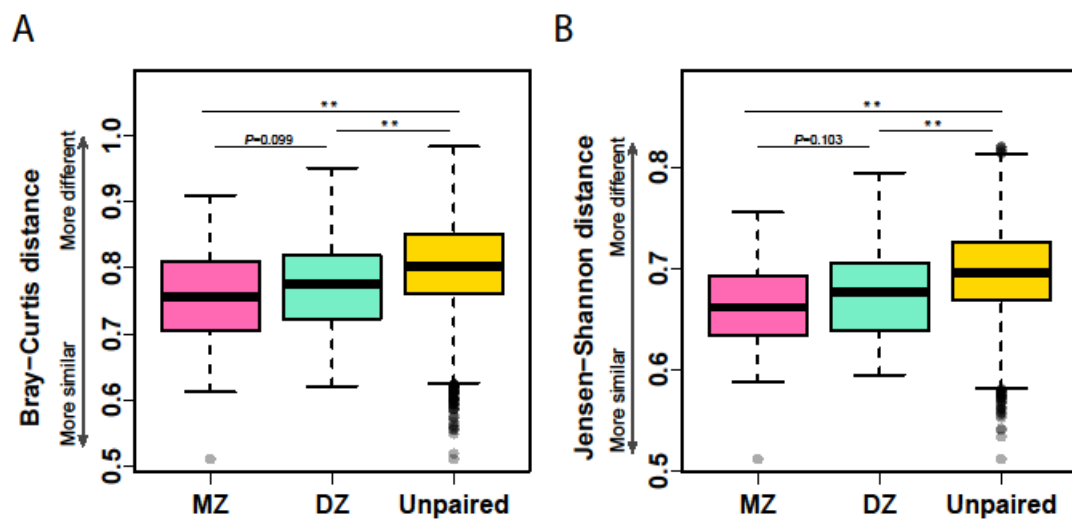 A
Bray-Curtis distance
More similar
More different
0.5 0.6 0.7 0.8 0.9 1.0
**
**
P=0.099
MZ DZ Unpaired
B
Jensen-Shannon distance
More similar
More different
0.5 0.6 0.7 0.8
**
**
P=0.103
MZ DZ Unpaired